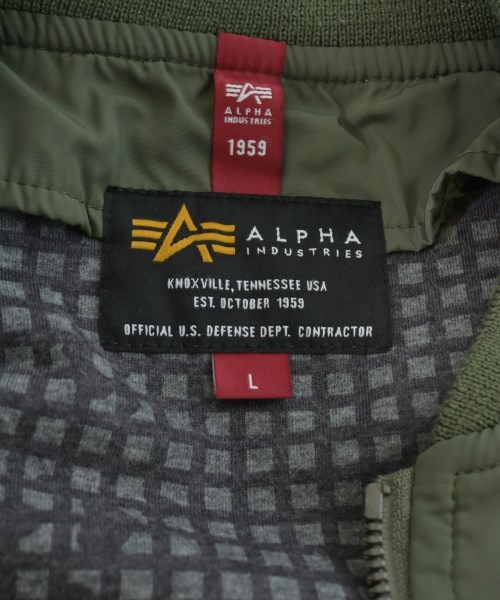 ALPHA
INDUSTRIES
1959
ALPHA
INDUSTRIES
KNOXVILLE, TENNESSEE USA
EST. OCTOBER 1959
OFFICIAL U.S. DEFENSE DEPT. CONTRACTOR
L